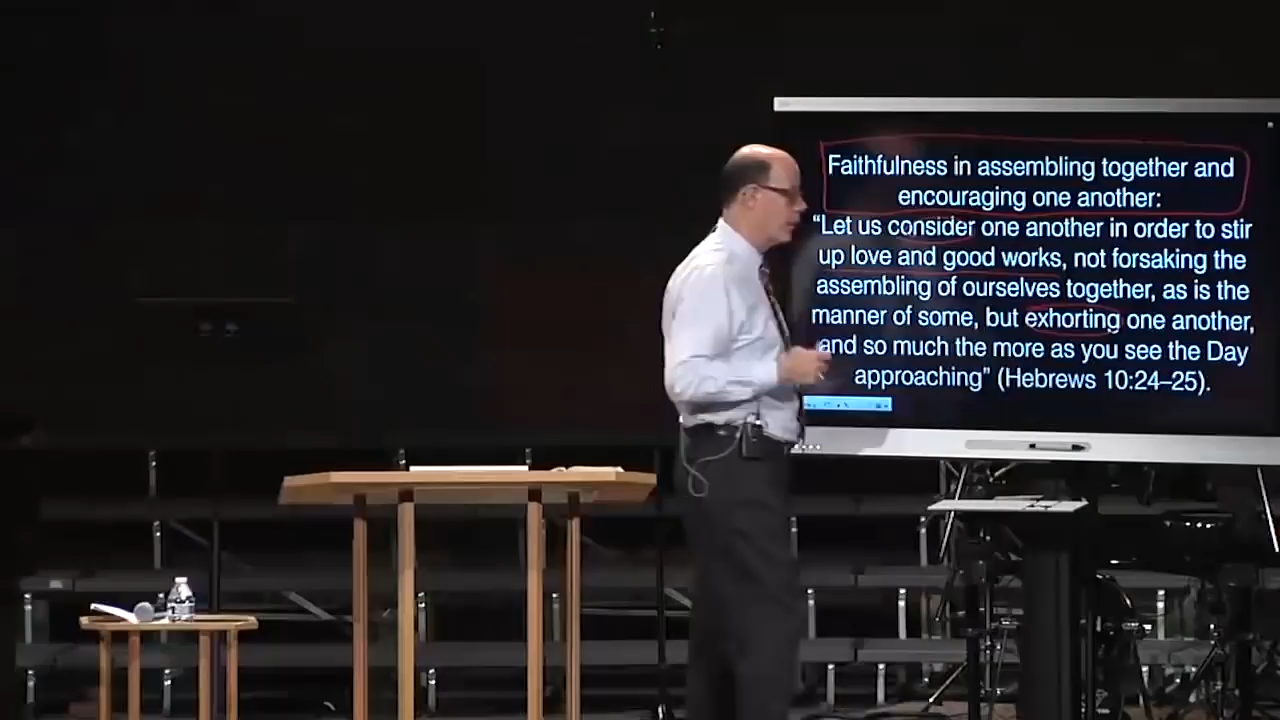 Faithfulness in assembling together and
encouraging one another:
“Let us consider one another in order to stir
up love and good works, not forsaking the
assembling of ourselves together, as is the
manner of some, but exhorting one another,
and so much the more as you see the Day
approaching” (Hebrews 10:24–25).